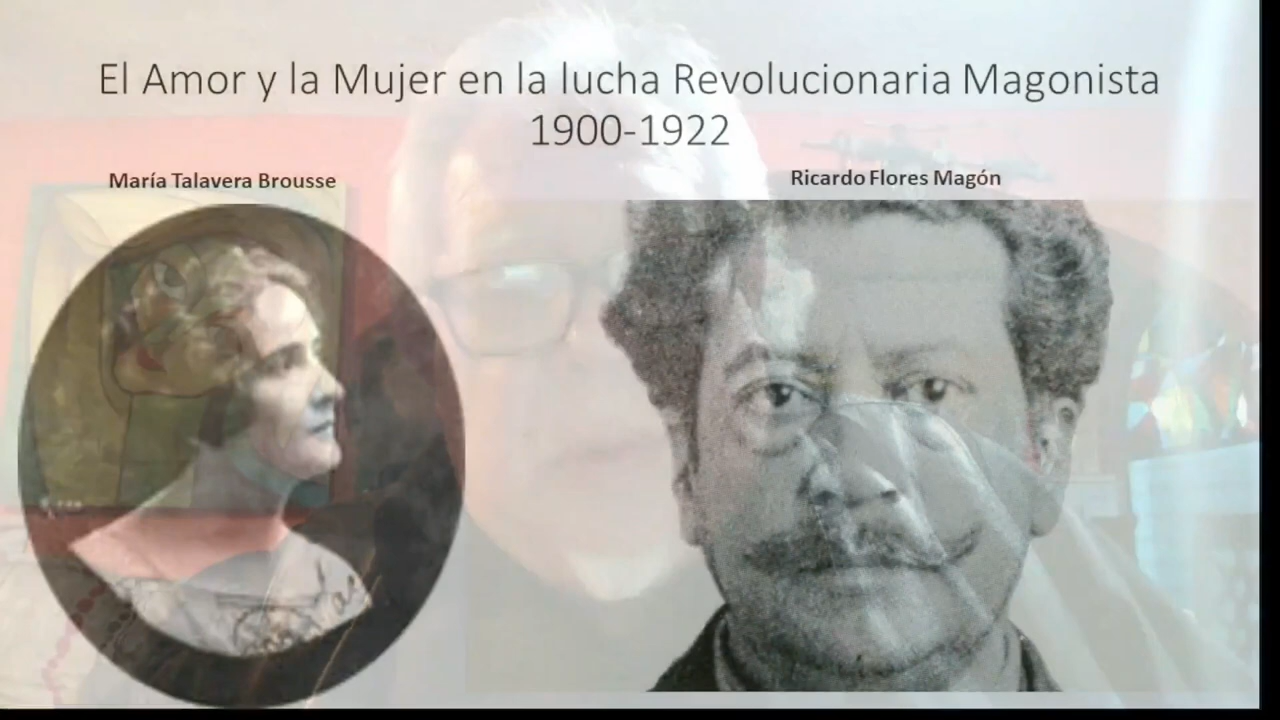 El Amor y la Mujer en la lucha Revolucionaria Magonista
1900-1922
María Talavera Brousse
Ricardo Flores Magón